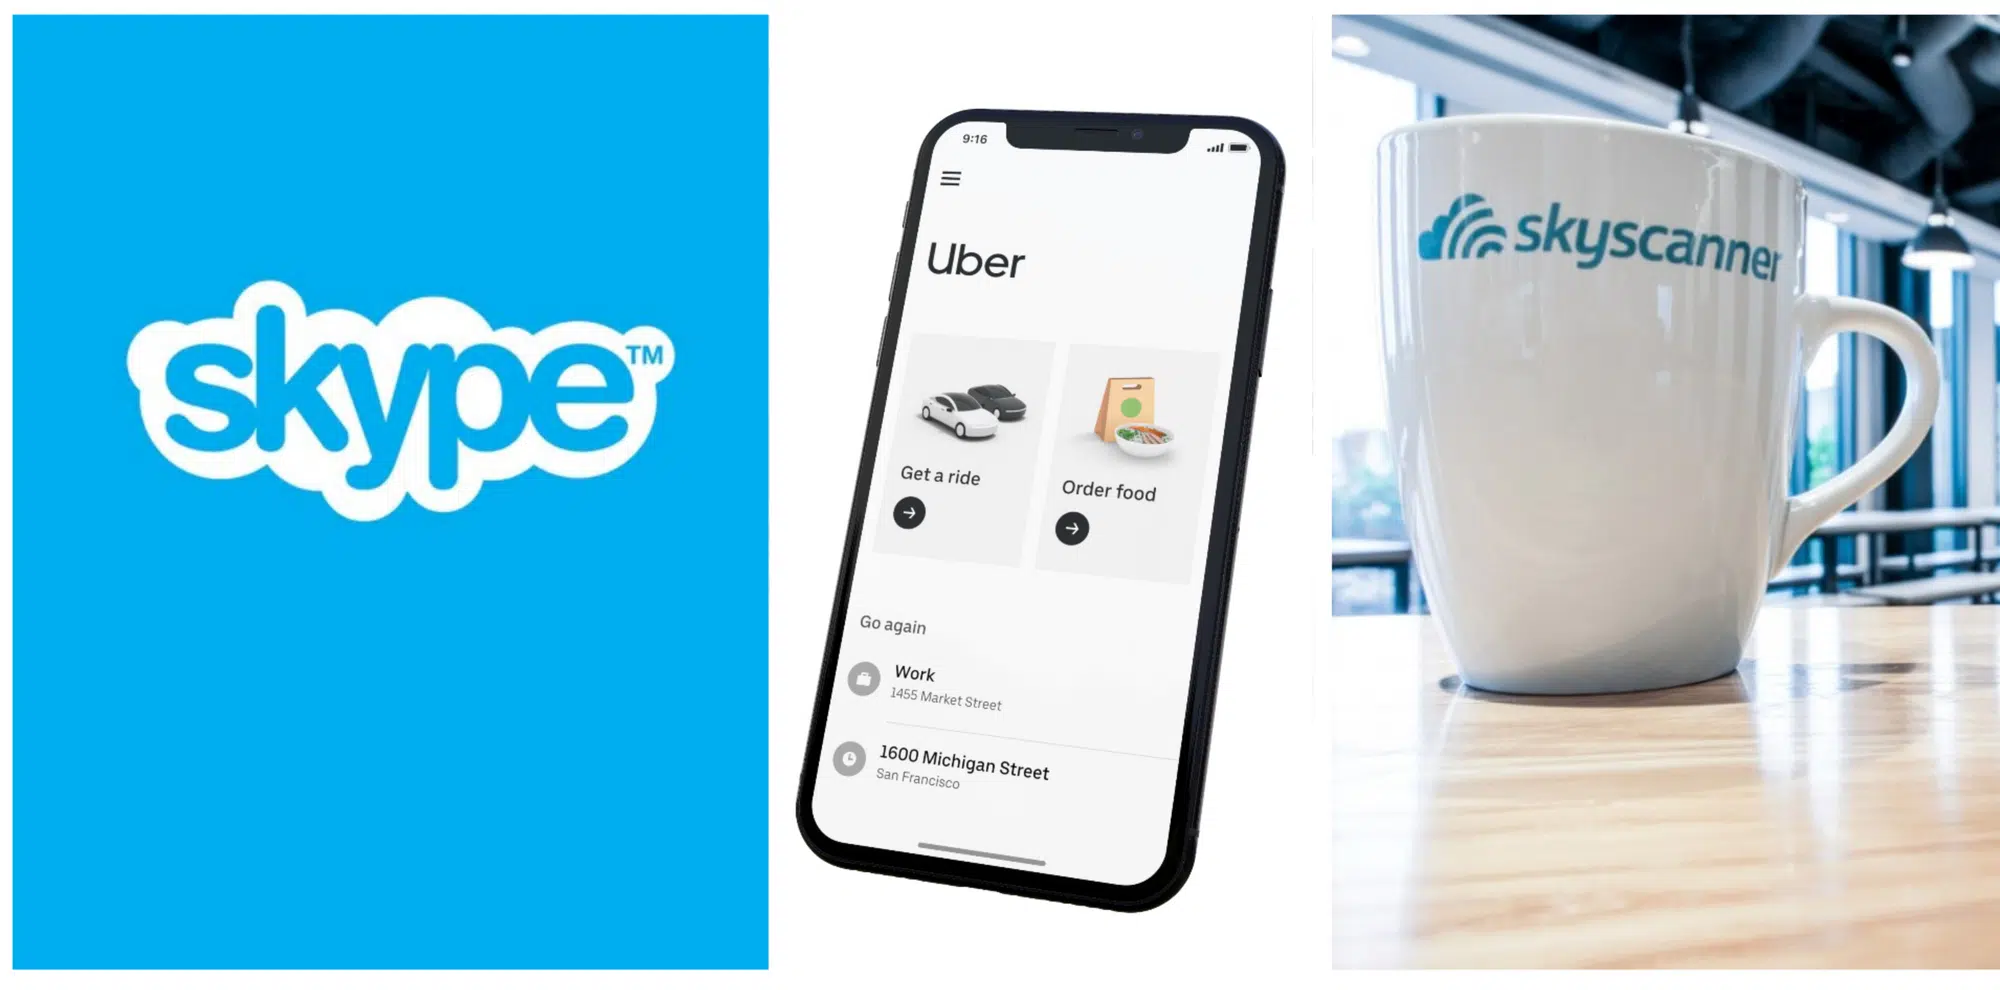 skype™
9:16
Uber
Get a ride
Order food
Go again
Work
1455 Market Street
1600 Michigan Street
San Francisco
skyscanner